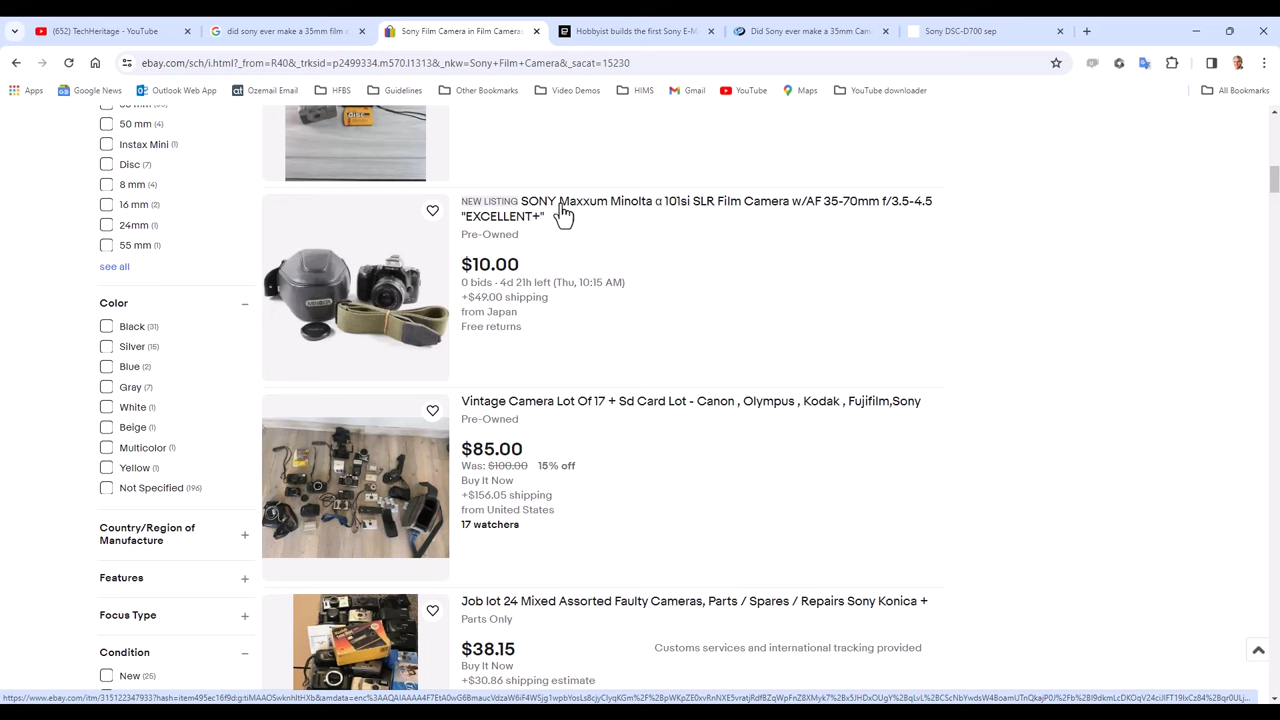 (652) TechHeritage - YouTube
did sony ever make a 35mm film c
Sony Film Camera in Film Cameras
Hobbyist builds the first Sony E-M
Did Sony ever make a 35mm Cam
Sony DSC-D700 sep
ebay.com/sch/i.html?_from=R40&_trksid=p2499334.m570.l1313&_nkw=Sony+Film+Camera&_sacat=15230
Apps
Google News
Outlook Web App
Ozemail Exchange
HFBS
Guidelines
Other Bookmarks
Video Demos
HIMS
Gmail
YouTube
Maps
YouTube downloader
All Bookmarks
50 mm (4)
Instax Mini (1)
Disc (7)
8 mm (4)
16 mm (2)
24mm (1)
55 mm (1)
see all
Color
Black (31)
Silver (15)
Blue (2)
Gray (7)
White (1)
Beige (1)
Multicolor (1)
Yellow (1)
Not Specified (196)
Country/Region of
Manufacture
Features
Focus Type
Condition
New (25)
NEW LISTING SONY Maxxum Minolta α 101si SLR Film Camera w/AF 35-70mm f/3.5-4.5
"EXCELLENT+"
Pre-Owned
$10.00
0 bids · 4d 21h left (Thu, 10:15 AM)
+$49.00 shipping
from Japan
Free returns
Vintage Camera Lot Of 17 + Sd Card Lot - Canon , Olympus , Kodak , Fujifilm,Sony
Pre-Owned
$85.00
Was: $100.00 15% off
Buy It Now
+$156.05 shipping
from United States
17 watchers
Job lot 24 Mixed Assorted Faulty Cameras, Parts / Spares / Repairs Sony Konica +
Parts Only
$38.15
Customs services and international tracking provided
Buy It Now
+$30.86 shipping estimate